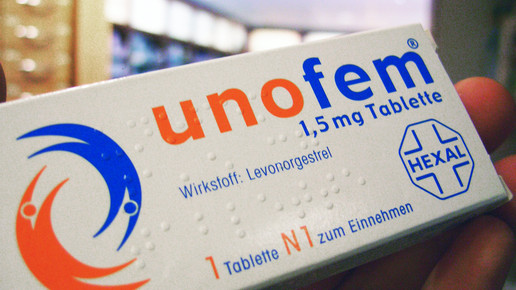 unofem®
1,5 mg Tablette
HEXAL
Wirkstoff: Levonorgestrel
1 Tablette N1 zum Einnehmen